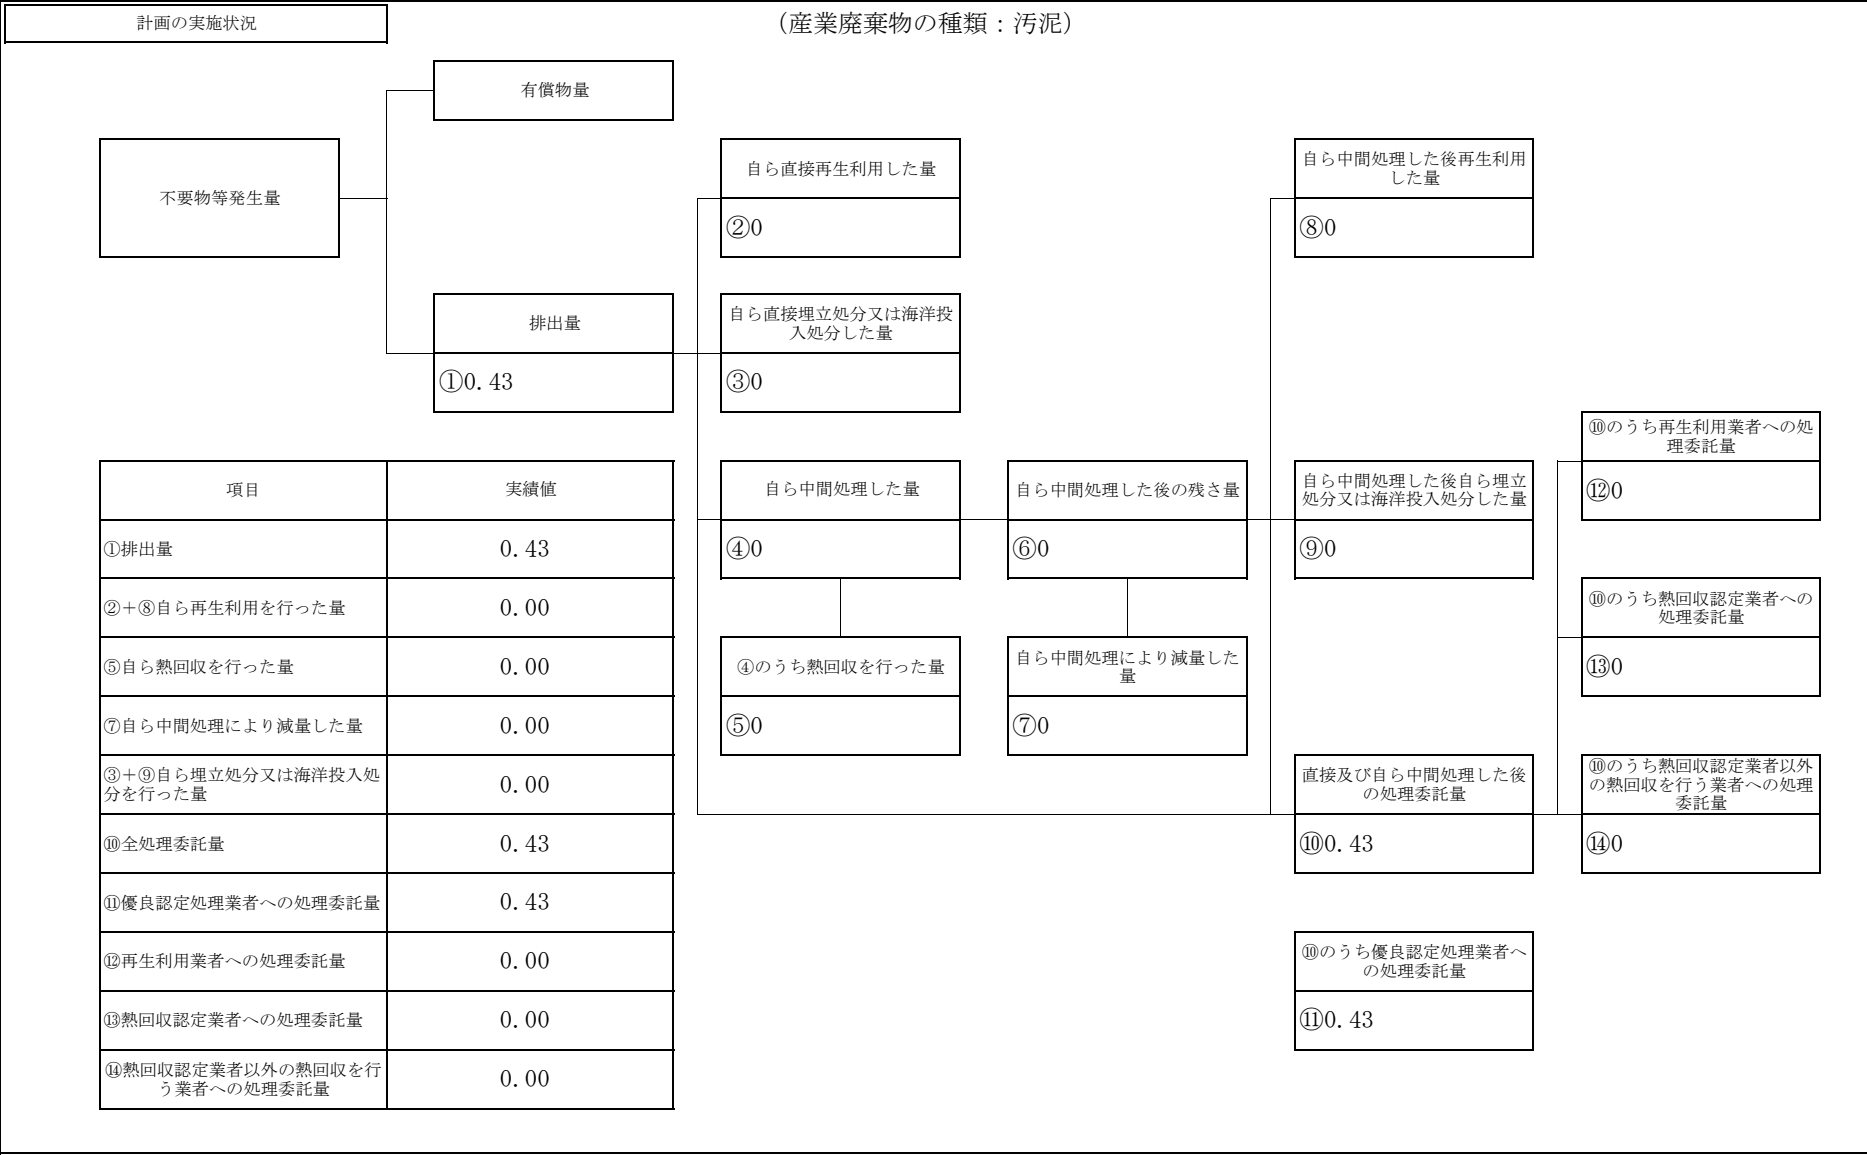 計画の実施状況
（産業廃棄物の種類：汚泥）
有償物量
不要物等発生量
自ら直接再生利用した量
②0
自ら中間処理した後再生利用
した量
⑧0
排出量
①0.43
自ら直接埋立処分又は海洋投
入処分した量
③0
⑩のうち再生利用業者への処
理委託量
⑫0
自ら中間処理した量
④0
自ら中間処理した後の残さ量
⑥0
自ら中間処理した後自ら埋立
処分又は海洋投入処分した量
⑨0
⑩のうち熱回収認定業者への
処理委託量
⑬0
④のうち熱回収を行った量
⑤0
自ら中間処理により減量した
量
⑦0
直接及び自ら中間処理した後
の処理委託量
⑩0.43
⑩のうち熱回収認定業者以外
の熱回収を行う業者への処理
委託量
⑭0
⑩のうち優良認定処理業者へ
の処理委託量
⑪0.43
項目 実績値
①排出量 0.43
②＋⑧自ら再生利用を行った量 0.00
⑤自ら熱回収を行った量 0.00
⑦自ら中間処理により減量した量 0.00
③＋⑨自ら埋立処分又は海洋投入処
分を行った量 0.00
⑩全処理委託量 0.43
⑪優良認定処理業者への処理委託量 0.43
⑫再生利用業者への処理委託量 0.00
⑬熱回収認定業者への処理委託量 0.00
⑭熱回収認定業者以外の熱回収を行
う業者への処理委託量 0.00